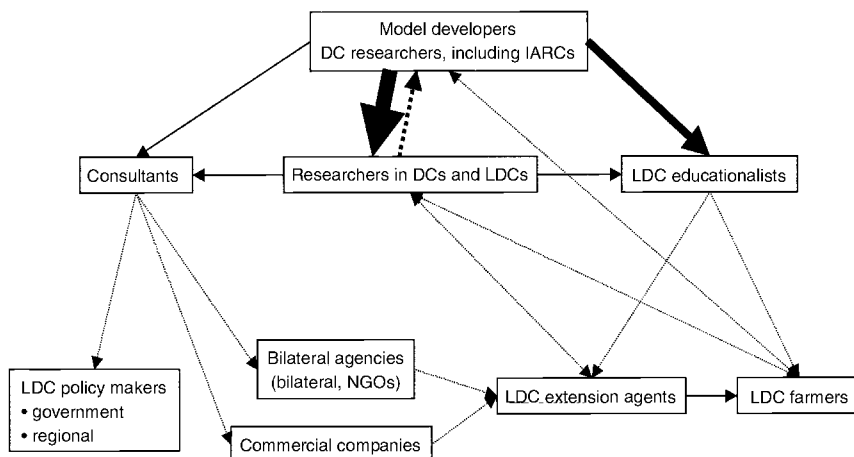 Model developers
DC researchers, including IARCs
Consultants
Researchers in DCs and LDCs
LDC educationalists
Bilateral agencies
(bilateral, NGOs)
LDC policy makers
• government
• regional
LDC extension agents
LDC farmers
Commercial companies